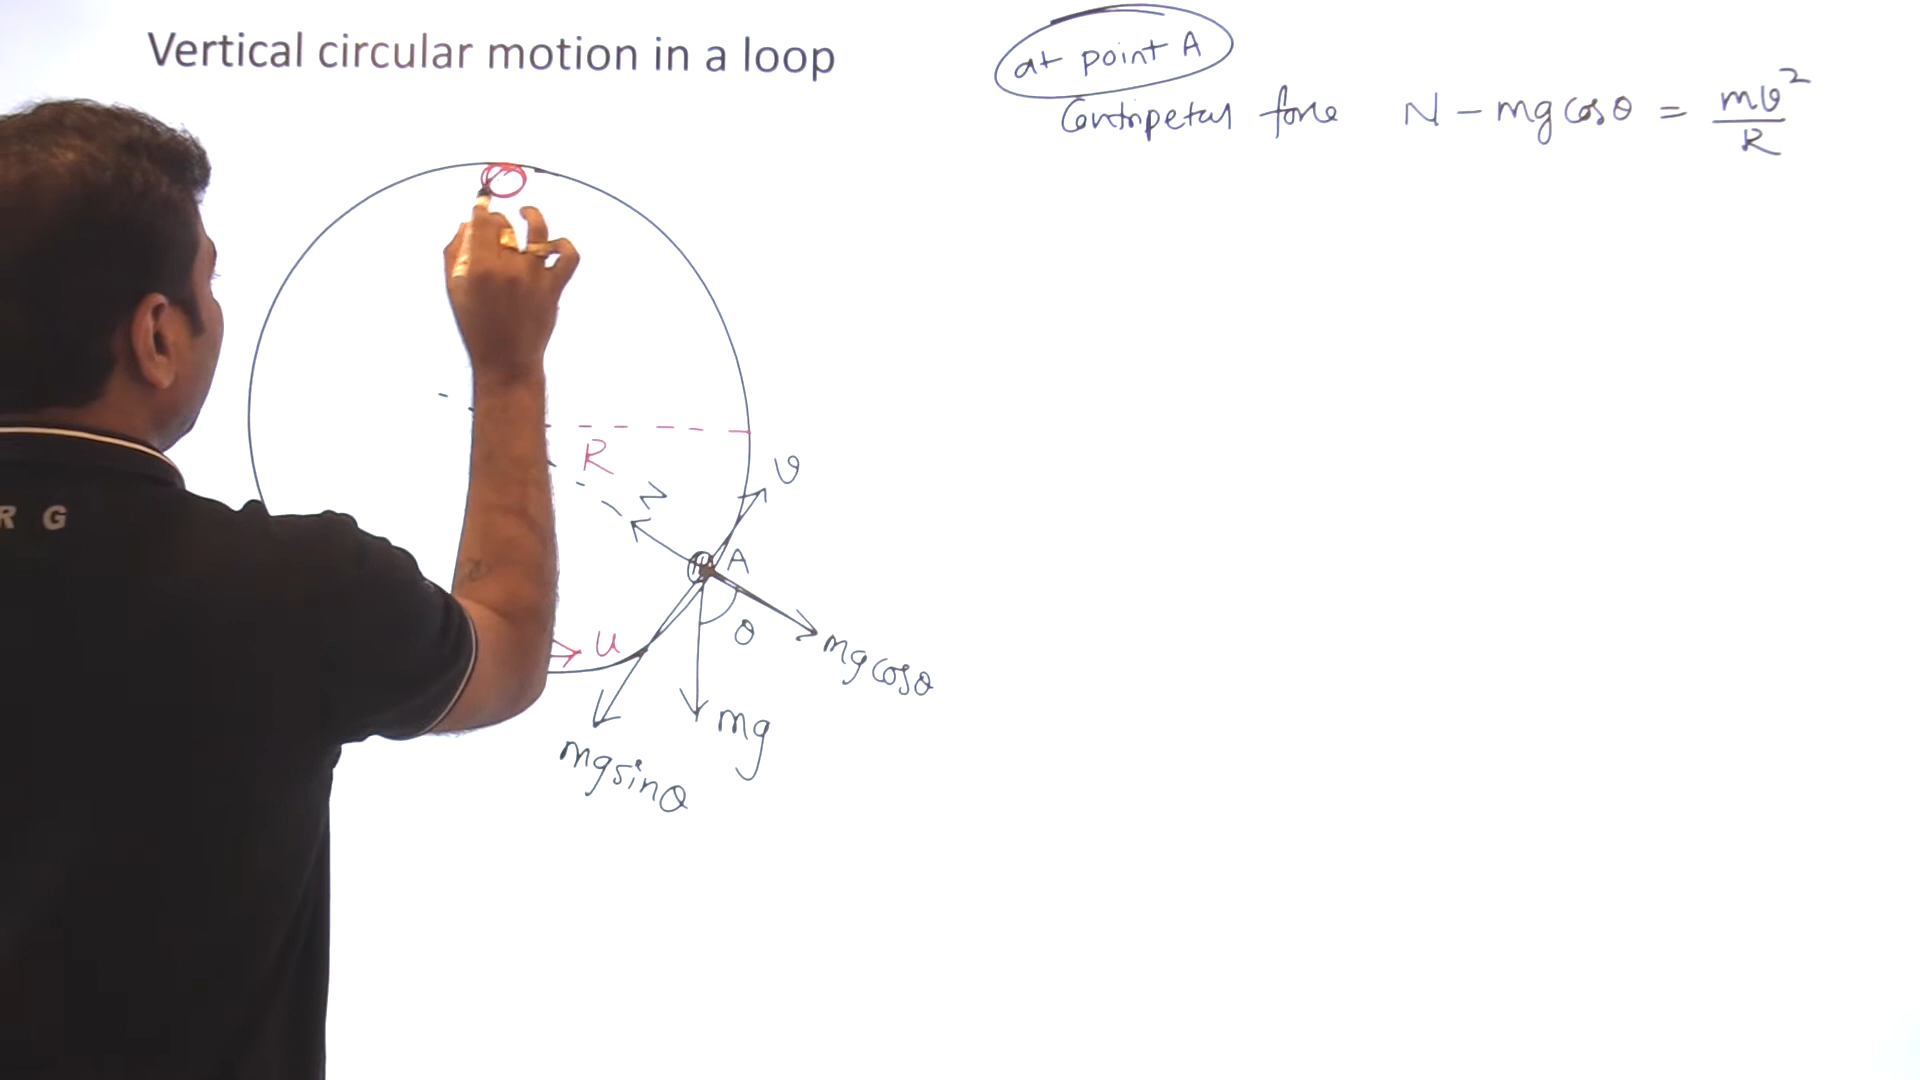 Vertical circular motion in a loop
at point A
Centripetal force N - mg cosθ = mv²/R
R
v
N
A
θ
u
mg cosθ
mg
mg sinθ
R G